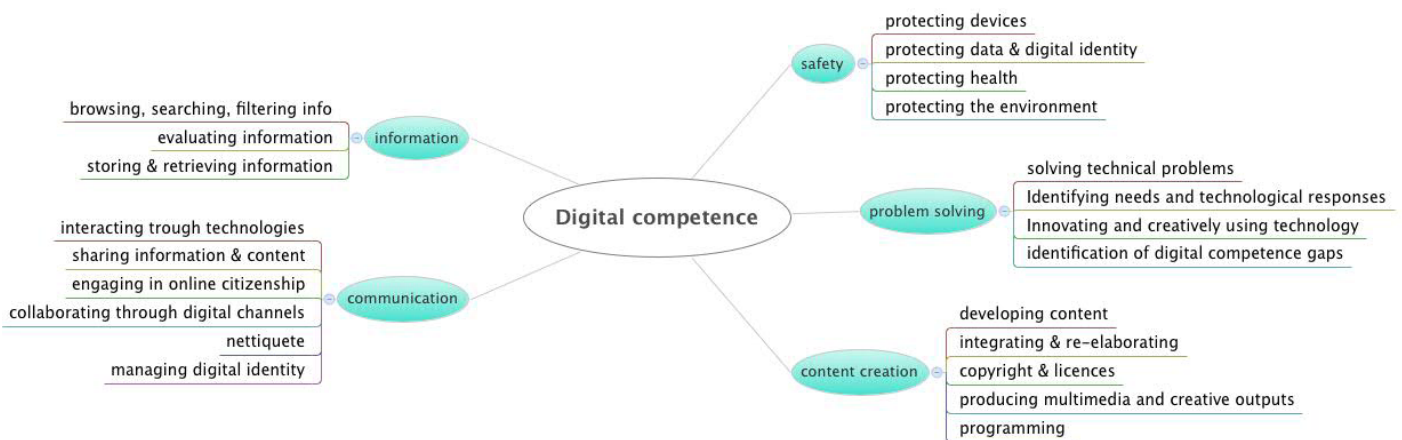 protecting devices
protecting data & digital identity
safety
protecting health
protecting the environment
browsing, searching, filtering info
evaluating information
information
storing & retrieving information
solving technical problems
Identifying needs and technological responses
problem solving
Innovating and creatively using technology
identification of digital competence gaps
Digital competence
interacting trough technologies
sharing information & content
engaging in online citizenship
communication
collaborating through digital channels
nettiquete
managing digital identity
developing content
integrating & re-elaborating
content creation
copyright & licences
producing multimedia and creative outputs
programming